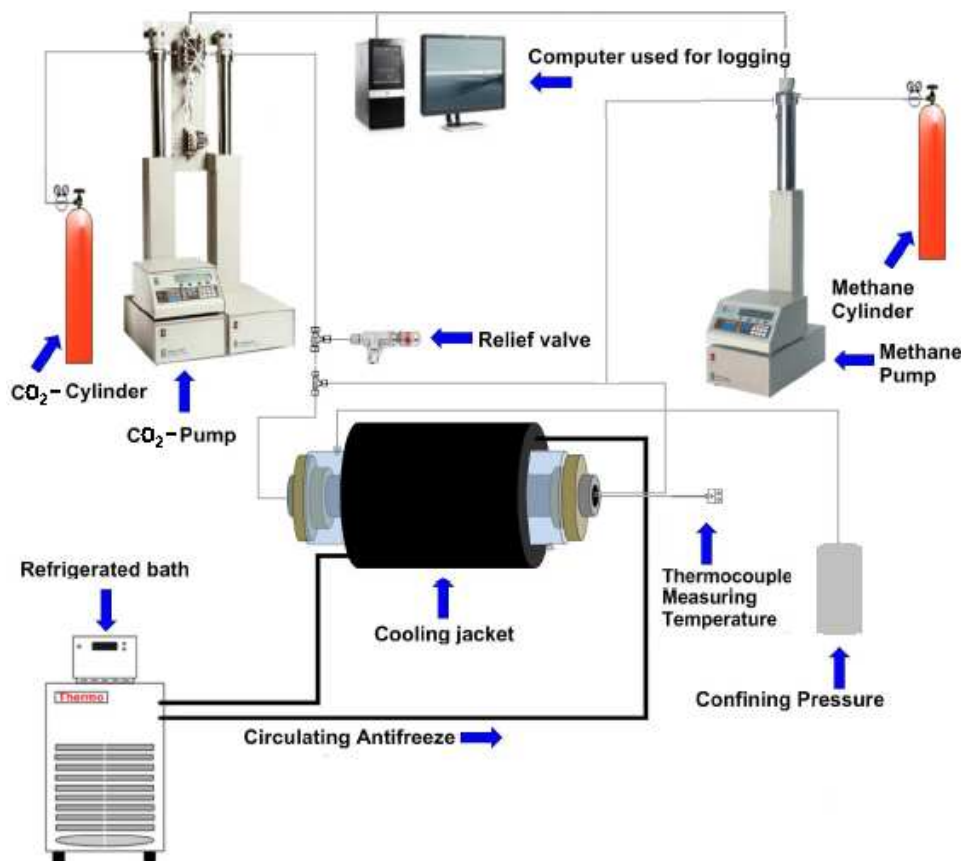 Computer used for logging
Methane
Cylinder
Relief valve
Methane
Pump
CO₂-Cylinder
CO₂-Pump
Refrigerated bath
Thermocouple
Measuring
Temperature
Cooling jacket
Thermo
Confining Pressure
Circulating Antifreeze